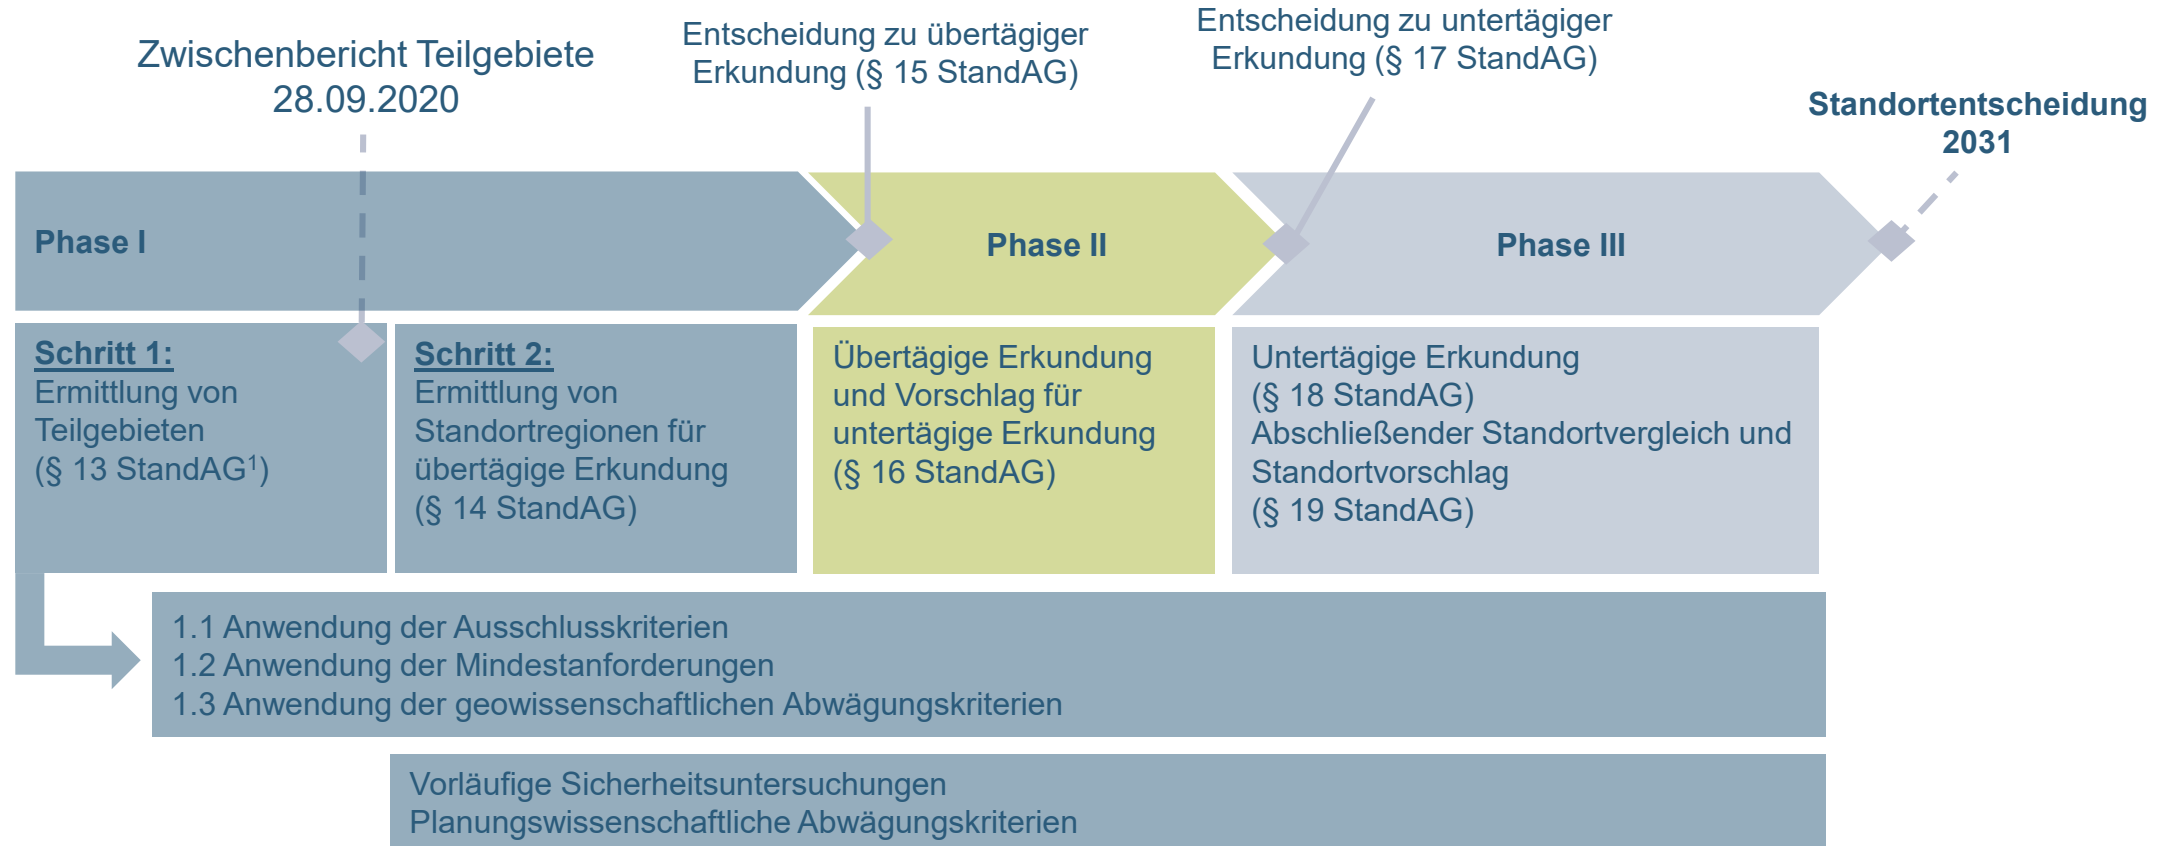 Zwischenbericht Teilgebiete
28.09.2020
Entscheidung zu übertägiger
Erkundung (§ 15 StandAG)
Entscheidung zu untertägiger
Erkundung (§ 17 StandAG)
Standortentscheidung
2031
Phase I
Phase II
Phase III
Schritt 1:
Ermittlung von
Teilgebieten
(§ 13 StandAG¹)
Schritt 2:
Ermittlung von
Standortregionen für
übertägige Erkundung
(§ 14 StandAG)
Übertägige Erkundung
und Vorschlag für
untertägige Erkundung
(§ 16 StandAG)
Untertägige Erkundung
(§ 18 StandAG)
Abschließender Standortvergleich und
Standortvorschlag
(§ 19 StandAG)
1.1 Anwendung der Ausschlusskriterien
1.2 Anwendung der Mindestanforderungen
1.3 Anwendung der geowissenschaftlichen Abwägungskriterien
Vorläufige Sicherheitsuntersuchungen
Planungswissenschaftliche Abwägungskriterien